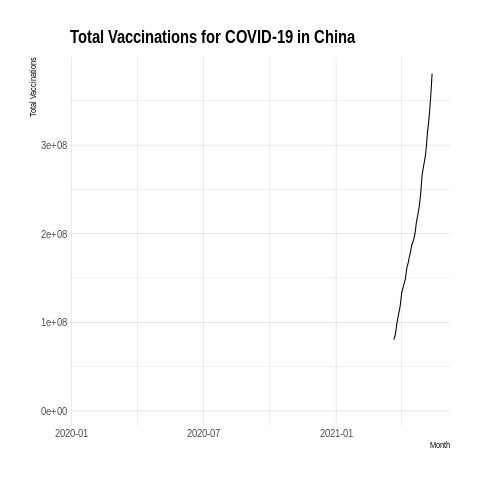 Total Vaccinations for COVID-19 in China
Total Vaccinations
3e+08
2e+08
1e+08
0e+00
2020-01 2020-07 2021-01
Month